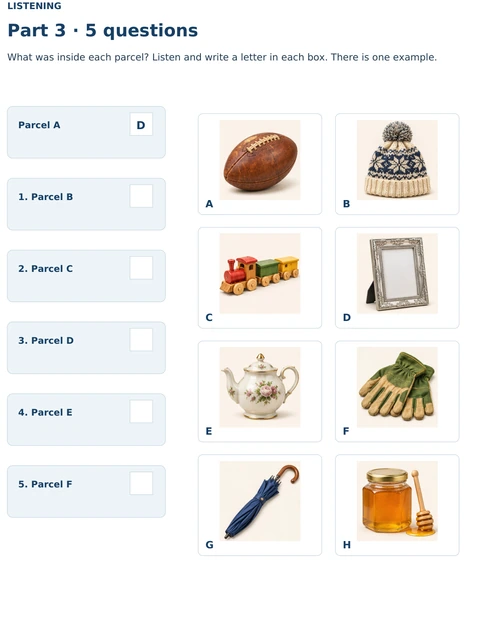 LISTENING
Part 3 · 5 questions
What was inside each parcel? Listen and write a letter in each box. There is one example.
Parcel A
D
1. Parcel B
2. Parcel C
3. Parcel D
4. Parcel E
5. Parcel F
A
B
C
D
E
F
G
H